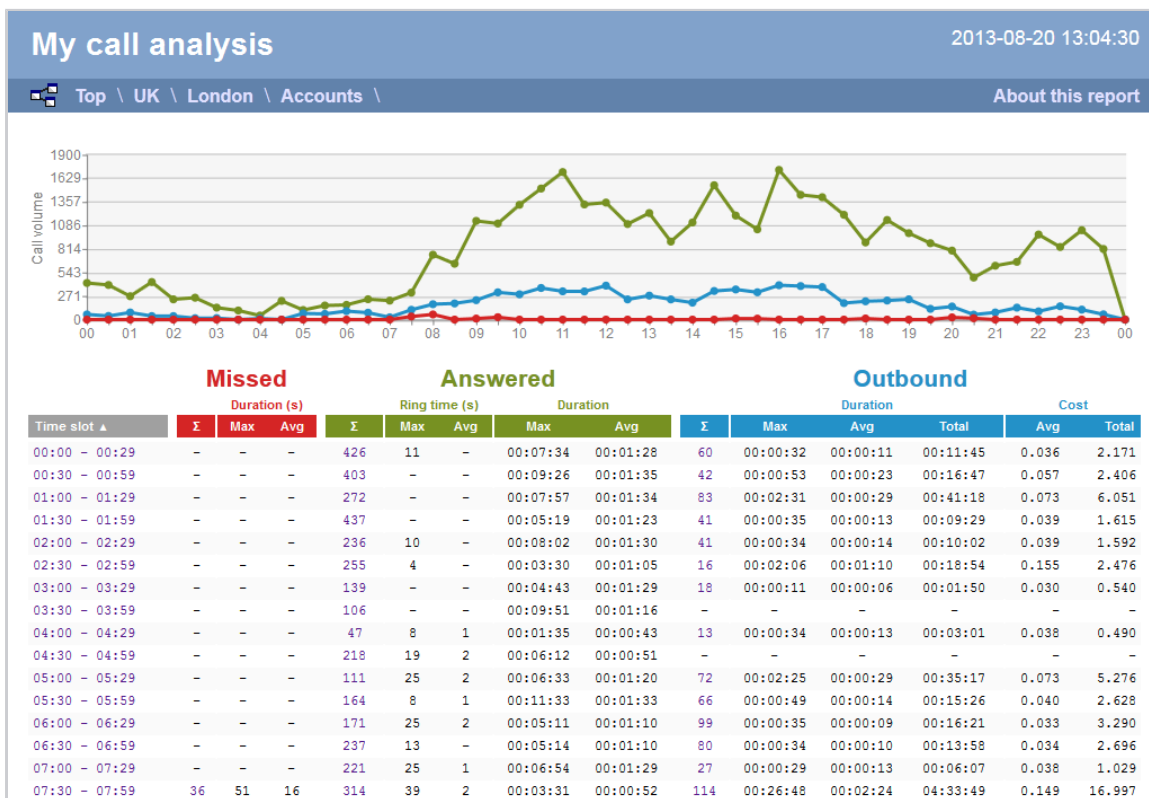 My call analysis 2013-08-20 13:04:30
Top \ UK \ London \ Accounts \ About this report
1900
1629
1357
1086
814
543
271
0
Call volume
00 01 02 03 04 05 06 07 08 09 10 11 12 13 14 15 16 17 18 19 20 21 22 23 00
Missed Answered Outbound
Duration (s) Ring time (s) Duration Duration Cost
Time slot ▲ Σ Max Avg Σ Max Avg Max Avg Σ Max Avg Total Avg Total
00:00 - 00:29 - - - 426 11 - 00:07:34 00:01:28 60 00:00:32 00:00:11 00:11:45 0.036 2.171
00:30 - 00:59 - - - 403 - - 00:09:26 00:01:35 42 00:00:53 00:00:23 00:16:47 0.057 2.406
01:00 - 01:29 - - - 272 - - 00:07:57 00:01:34 83 00:02:31 00:00:29 00:41:18 0.073 6.051
01:30 - 01:59 - - - 437 - - 00:05:19 00:01:23 41 00:00:35 00:00:13 00:09:29 0.039 1.615
02:00 - 02:29 - - - 236 10 - 00:08:02 00:01:30 41 00:00:34 00:00:14 00:10:02 0.039 1.592
02:30 - 02:59 - - - 255 4 - 00:03:30 00:01:05 16 00:02:06 00:01:10 00:18:54 0.155 2.476
03:00 - 03:29 - - - 139 - - 00:04:43 00:01:29 18 00:00:11 00:00:06 00:01:50 0.030 0.540
03:30 - 03:59 - - - 106 - - 00:09:51 00:01:16 - - - - - -
04:00 - 04:29 - - - 47 8 1 00:01:35 00:00:43 13 00:00:34 00:00:13 00:03:01 0.038 0.490
04:30 - 04:59 - - - 218 19 2 00:06:12 00:00:51 - - - - - -
05:00 - 05:29 - - - 111 25 2 00:06:33 00:01:20 72 00:02:25 00:00:29 00:35:17 0.073 5.276
05:30 - 05:59 - - - 164 8 1 00:11:33 00:01:33 66 00:00:49 00:00:14 00:15:26 0.040 2.628
06:00 - 06:29 - - - 171 25 2 00:05:11 00:01:10 99 00:00:35 00:00:09 00:16:21 0.033 3.290
06:30 - 06:59 - - - 237 13 - 00:05:14 00:01:10 80 00:00:34 00:00:10 00:13:58 0.034 2.696
07:00 - 07:29 - - - 221 25 1 00:06:54 00:01:29 27 00:00:29 00:00:13 00:06:07 0.038 1.029
07:30 - 07:59 36 51 16 314 39 2 00:03:31 00:00:52 114 00:26:48 00:02:24 04:33:49 0.149 16.997